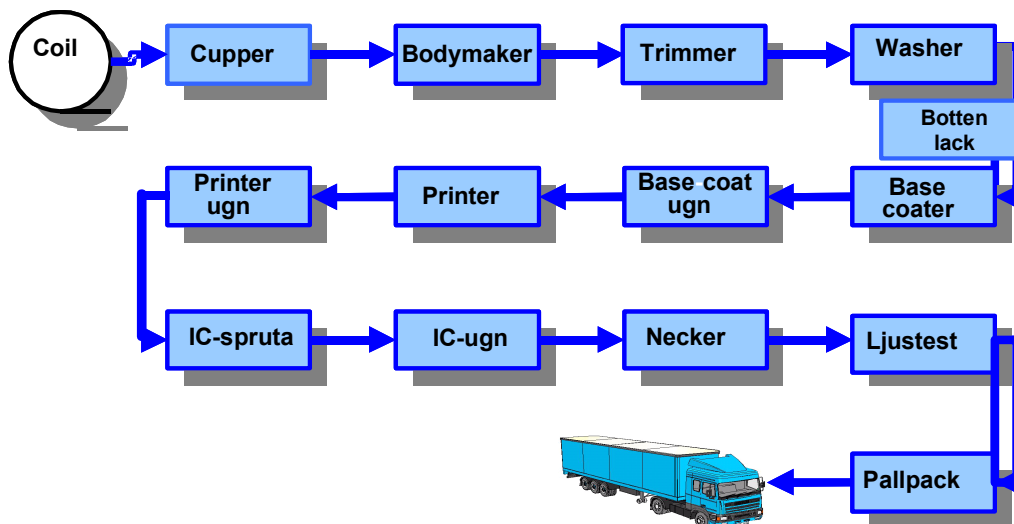 Coil
Cupper
Bodymaker
Trimmer
Washer
Botten
lack
Printer
ugn
Printer
Base coat
ugn
Base
coater
IC-spruta
IC-ugn
Necker
Ljustest
Pallpack